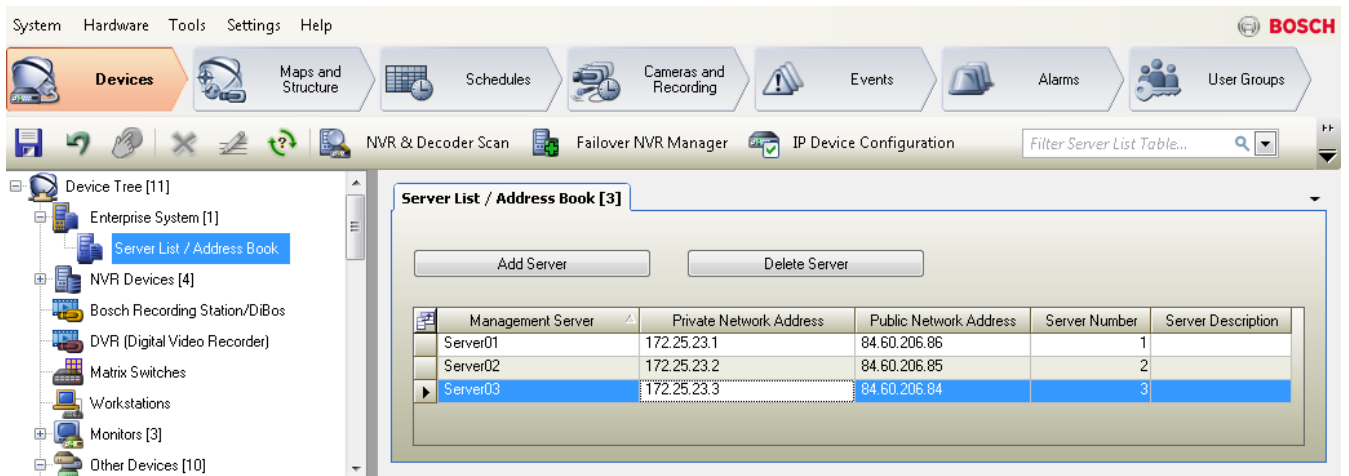 System Hardware Tools Settings Help
BOSCH
Devices
Maps and
Structure
Schedules
Cameras and
Recording
Events
Alarms
User Groups
NVR & Decoder Scan Failover NVR Manager IP Device Configuration Filter Server List Table...
Device Tree [11]
Enterprise System [1]
Server List / Address Book
NVR Devices [4]
Bosch Recording Station/DiBos
DVR (Digital Video Recorder)
Matrix Switches
Workstations
Monitors [3]
Other Devices [10]
Server List / Address Book [3]
Add Server Delete Server
Management Server Private Network Address Public Network Address Server Number Server Description
Server01 172.25.23.1 84.60.206.86 1
Server02 172.25.23.2 84.60.206.85 2
Server03 172.25.23.3 84.60.206.84 3